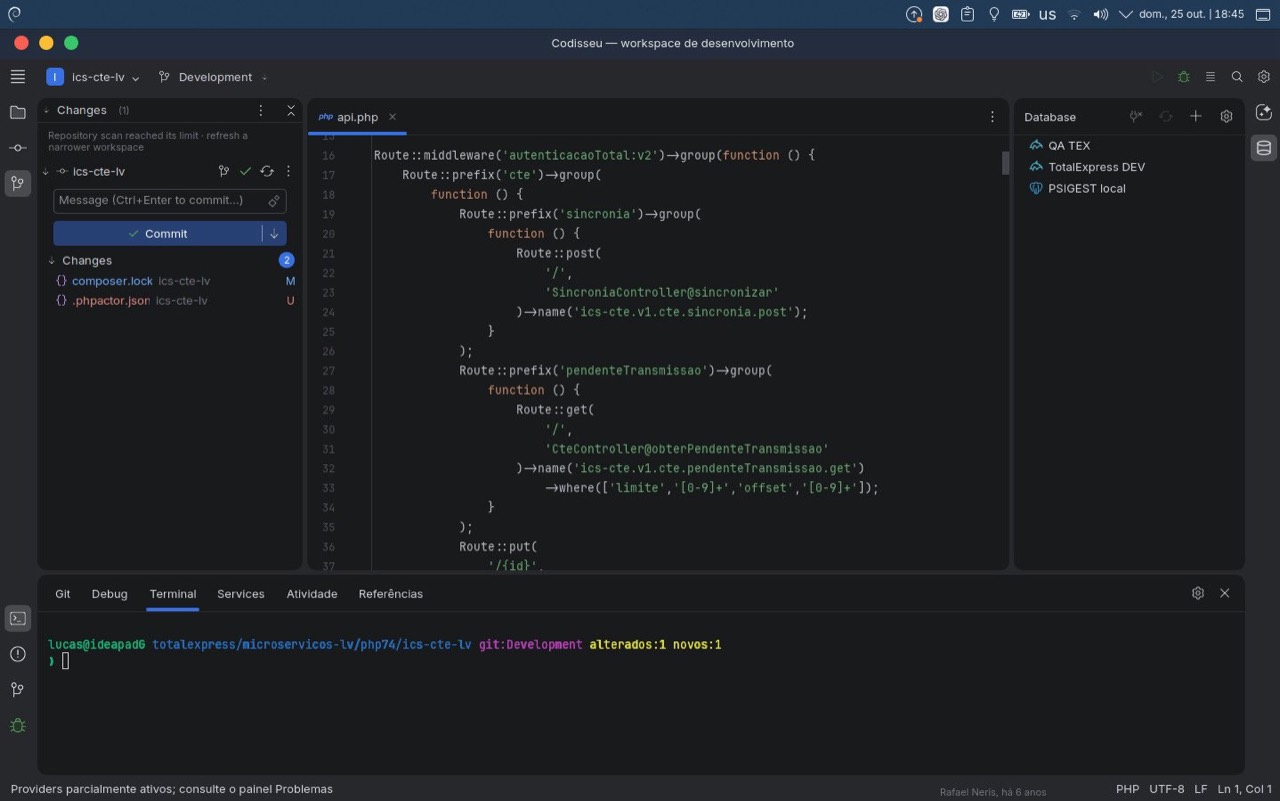 us
dom., 25 out. | 18:45
Codisseu — workspace de desenvolvimento
I ics-cte-lv
Development
Changes (1)
Repository scan reached its limit · refresh a
narrower workspace
ics-cte-lv
Message (Ctrl+Enter to commit...)
Commit
Changes 2
{} composer.lock ics-cte-lv M
{} .phpactor.json ics-cte-lv U
php api.php
15
16 Route::middleware('autenticacaoTotal:v2')->group(function () {
17 Route::prefix('cte')->group(
18 function () {
19 Route::prefix('sincronia')->group(
20 function () {
21 Route::post(
22 '/',
23 'SincroniaController@sincronizar'
24 )->name('ics-cte.v1.cte.sincronia.post');
25 }
26 );
27 Route::prefix('pendenteTransmissao')->group(
28 function () {
29 Route::get(
30 '/',
31 'CteController@obterPendenteTransmissao'
32 )->name('ics-cte.v1.cte.pendenteTransmissao.get')
33 ->where(['limite','[0-9]+','offset','[0-9]+']);
34 }
35 );
36 Route::put(
37 '/{id}',
Database
QA TEX
TotalExpress DEV
PSIGEST local
Git Debug Terminal Services Atividade Referências
lucas@ideapad6 totalexpress/microservicos-lv/php74/ics-cte-lv git:Development alterados:1 novos:1
❯
Providers parcialmente ativos; consulte o painel Problemas
Rafael Neris, há 6 anos
PHP UTF-8 LF Ln 1, Col 1